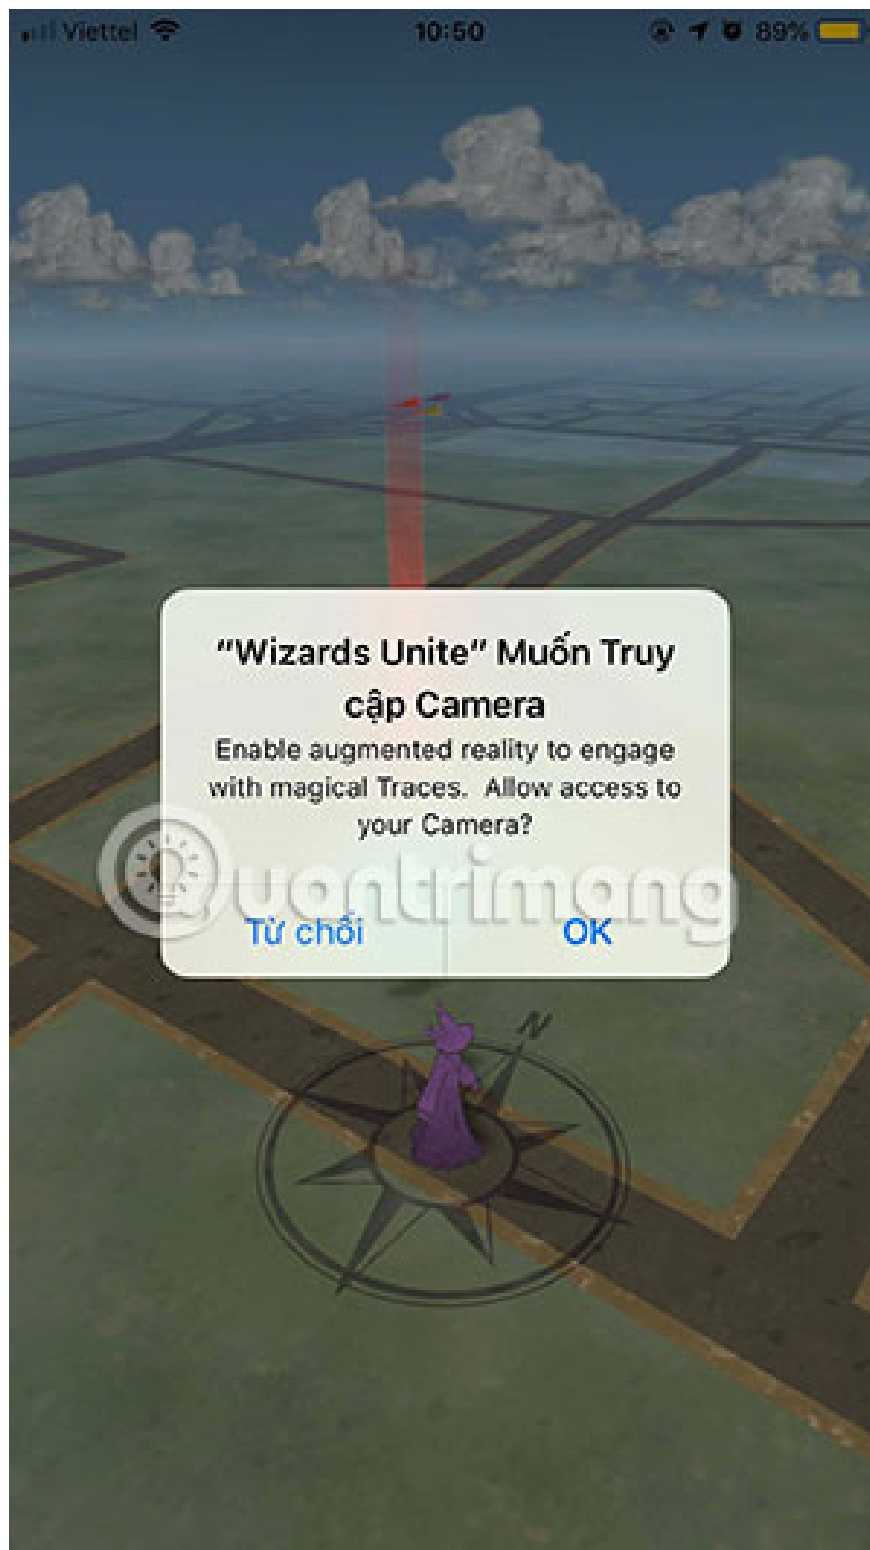 Viettel 10:50 89%
"Wizards Unite" Muốn Truy
cập Camera
Enable augmented reality to engage
with magical Traces.  Allow access to
your Camera?
Quantrimang
Từ chối OK
N